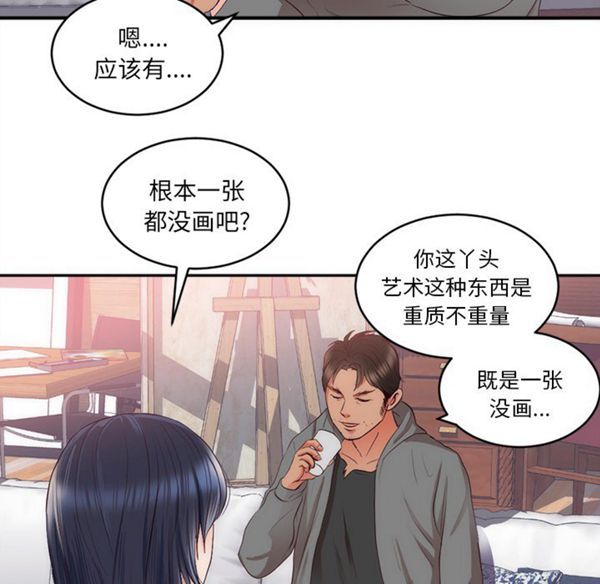 嗯....
应该有....
根本一张
都没画吧?
你这丫头
艺术这种东西是
重质不重量
既是一张
没画...